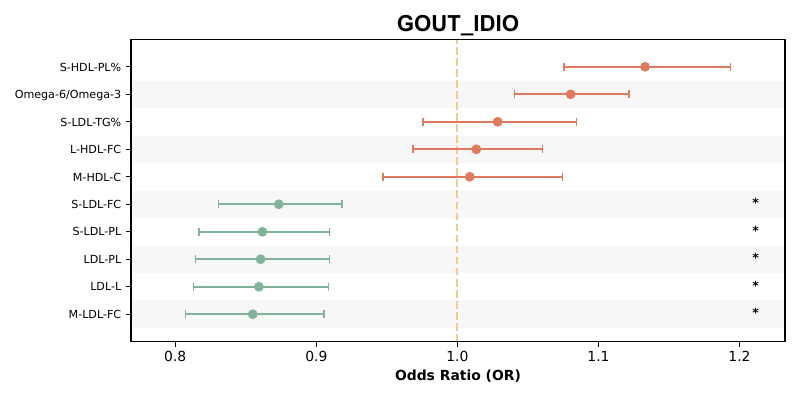 GOUT_IDIO
S-HDL-PL%
Omega-6/Omega-3
S-LDL-TG%
L-HDL-FC
M-HDL-C
S-LDL-FC *
S-LDL-PL *
LDL-PL *
LDL-L *
M-LDL-FC *
0.8 0.9 1.0 1.1 1.2
Odds Ratio (OR)